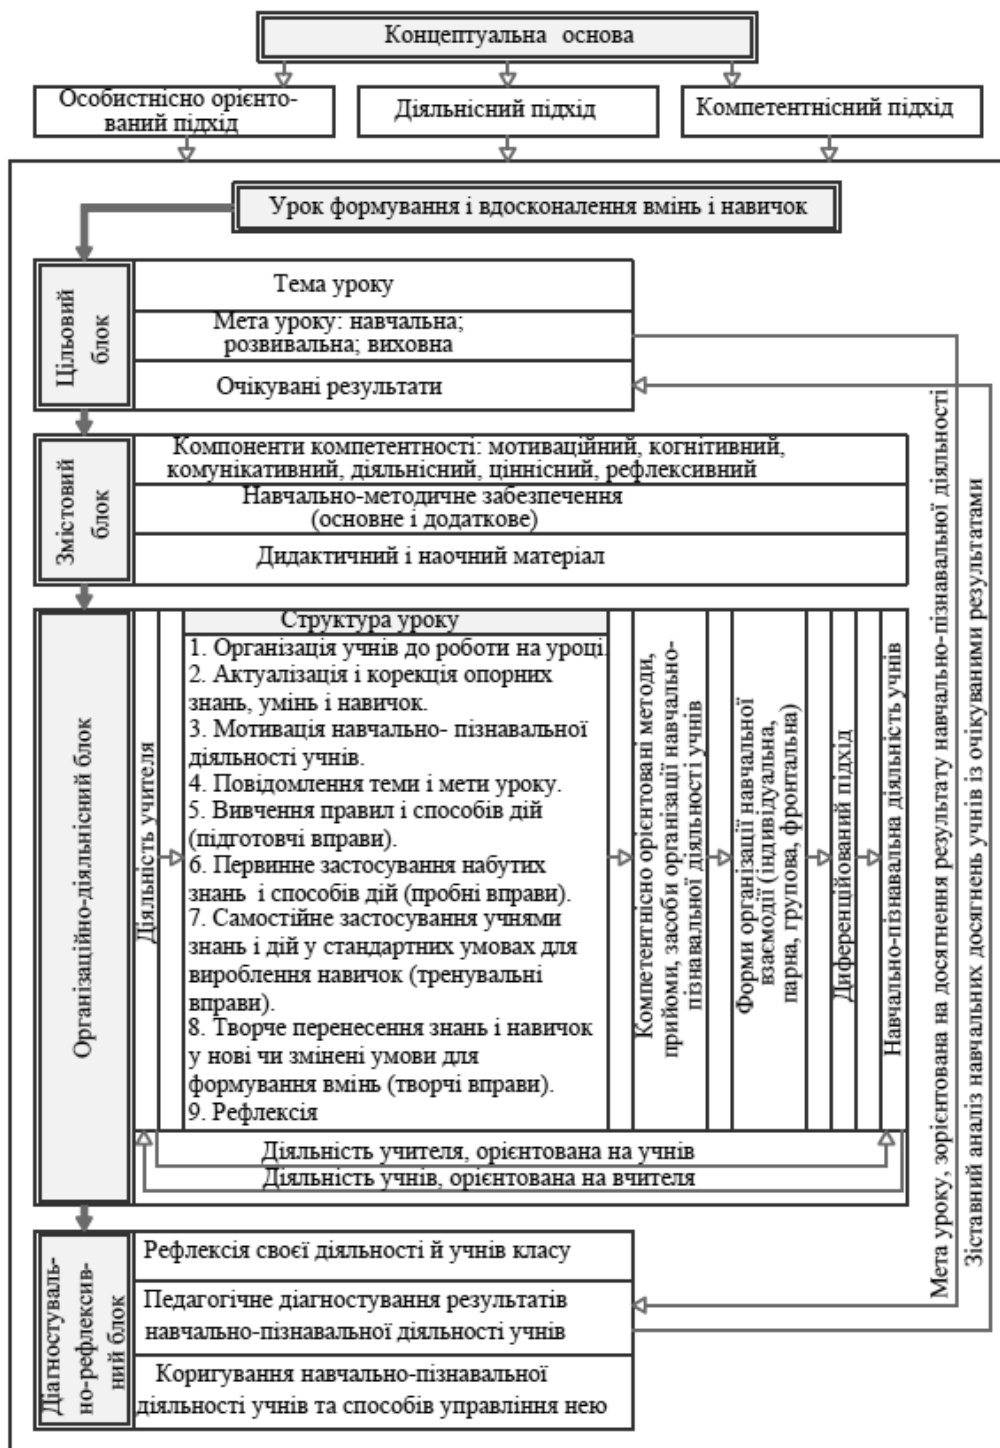 Концептуальна основа
Особистнісно орієнто-
ваний підхід
Діяльнісний підхід
Компетентнісний підхід
Урок формування і вдосконалення вмінь і навичок
Цільовий
блок
Тема уроку
Мета уроку: навчальна;
розвивальна; виховна
Очікувані результати
Змістовий
блок
Компоненти компетентності: мотиваційний, когнітивний,
комунікативний, діяльнісний, ціннісний, рефлексивний
Навчально-методичне забезпечення
(основне і додаткове)
Дидактичний і наочний матеріал
Організаційно-діяльнісний блок
Діяльність учителя
Структура уроку
1. Організація учнів до роботи на уроці.
2. Актуалізація і корекція опорних
знань, умінь і навичок.
3. Мотивація навчально- пізнавальної
діяльності учнів.
4. Повідомлення теми і мети уроку.
5. Вивчення правил і способів дій
(підготовчі вправи).
6. Первинне застосування набутих
знань і способів дій (пробні вправи).
7. Самостійне застосування учнями
знань і дій у стандартних умовах для
вироблення навичок (тренувальні
вправи).
8. Творче перенесення знань і навичок
у нові чи змінені умови для
формування вмінь (творчі вправи).
9. Рефлексія
Компетентнісно орієнтовані методи,
прийоми, засоби організації навчально-
пізнавальної діяльності учнів
Форми організації навчальної
взаємодії (індивідуальна,
парна, групова, фронтальна)
Диференційований підхід
Навчально-пізнавальна діяльність учнів
Діяльність учителя, орієнтована на учнів
Діяльність учнів, орієнтована на вчителя
Діагностуваль-
но-рефлексив-
ний блок
Рефлексія своєї діяльності й учнів класу
Педагогічне діагностування результатів
навчально-пізнавальної діяльності учнів
Коригування навчально-пізнавальної
діяльності учнів та способів управління нею
Мета уроку, зорієнтована на досягнення результату навчально-пізнавальної діяльності
Зіставний аналіз навчальних досягнень учнів із очікуваними результатами